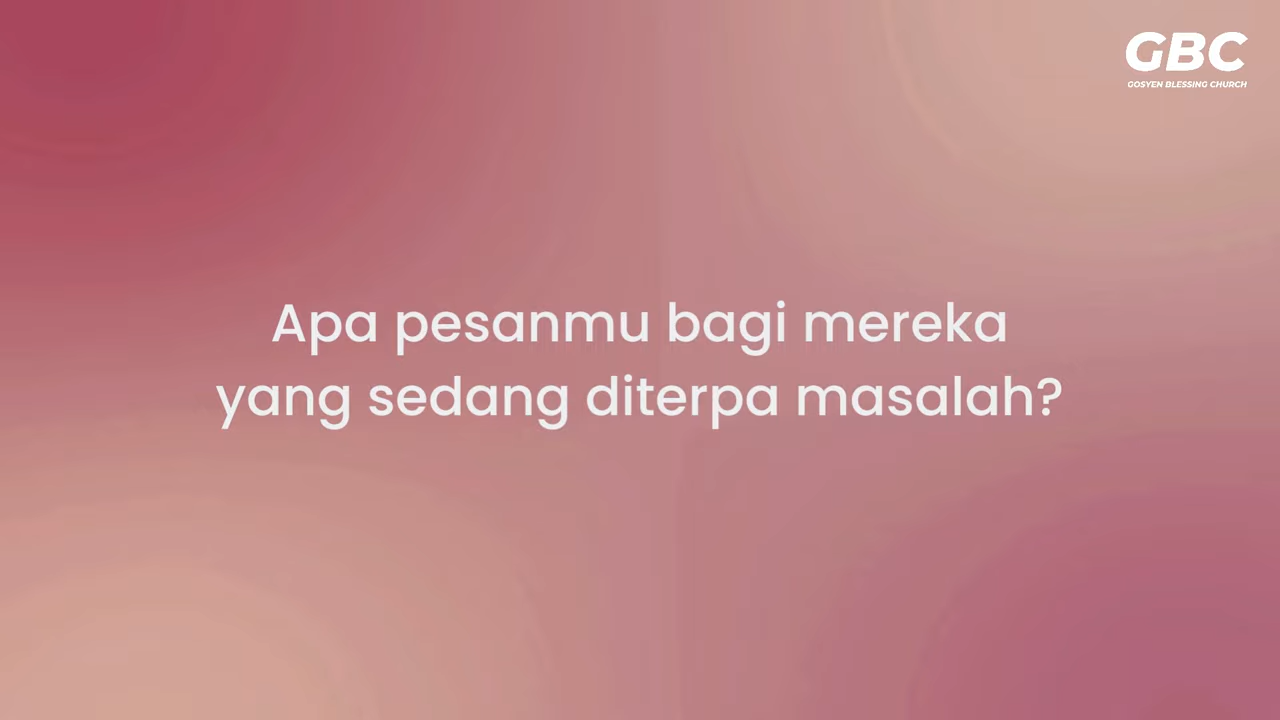 GBC
GOSYEN BLESSING CHURCH
Apa pesanmu bagi mereka
yang sedang diterpa masalah?